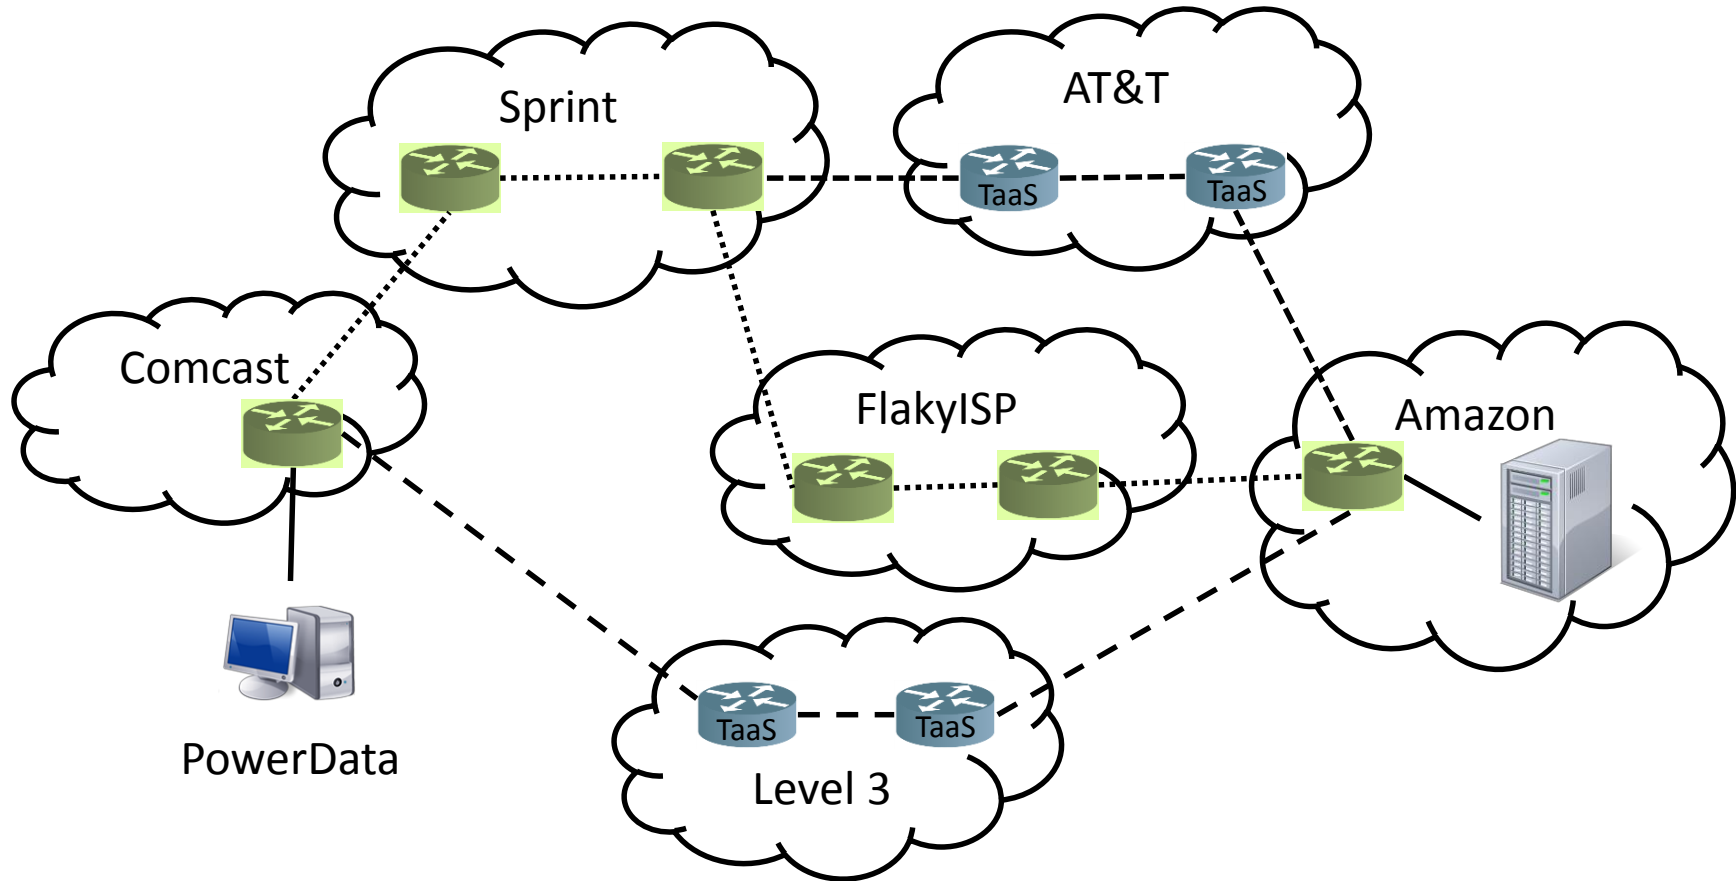 Sprint
AT&T
TaaS
TaaS
Comcast
FlakyISP
Amazon
PowerData
TaaS
TaaS
Level 3